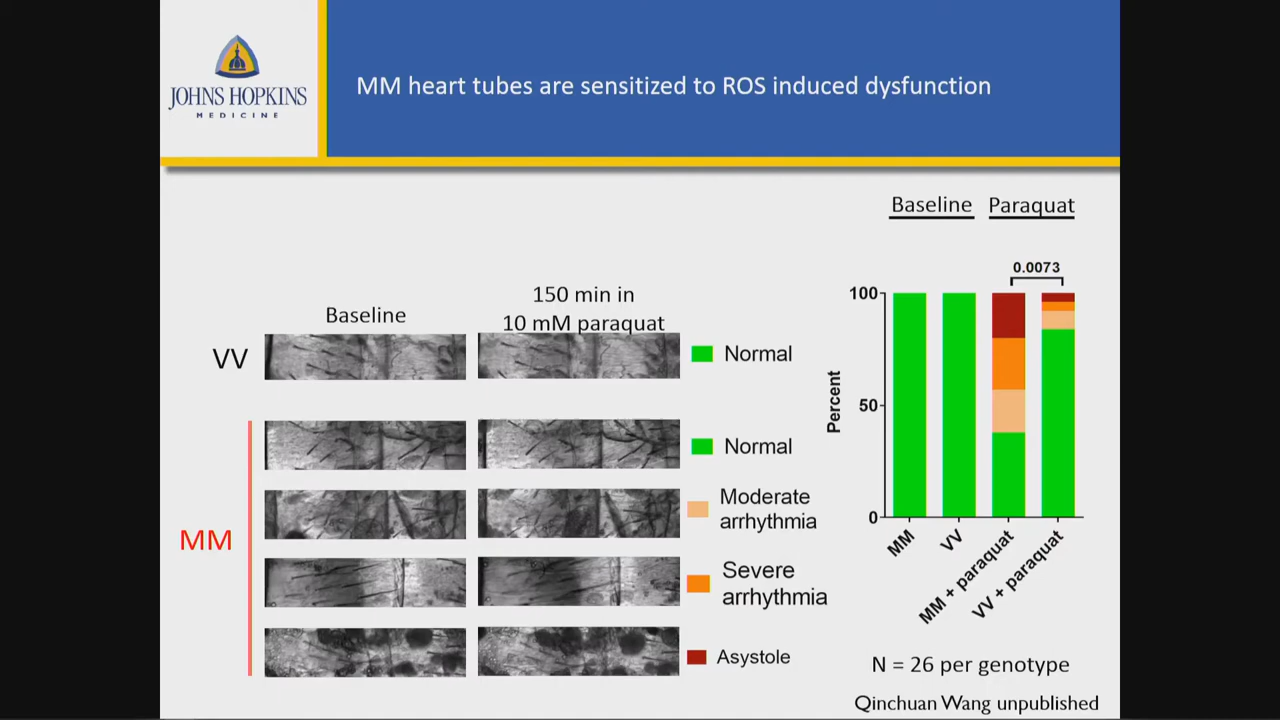 JOHNS HOPKINS
MEDICINE
MM heart tubes are sensitized to ROS induced dysfunction
Baseline
150 min in
10 mM paraquat
VV
Normal
MM
Normal
Moderate
arrhythmia
Severe
arrhythmia
Asystole
Baseline Paraquat
0.0073
100
50
0
Percent
MM
VV
MM + paraquat
VV + paraquat
N = 26 per genotype
Qinchuan Wang unpublished